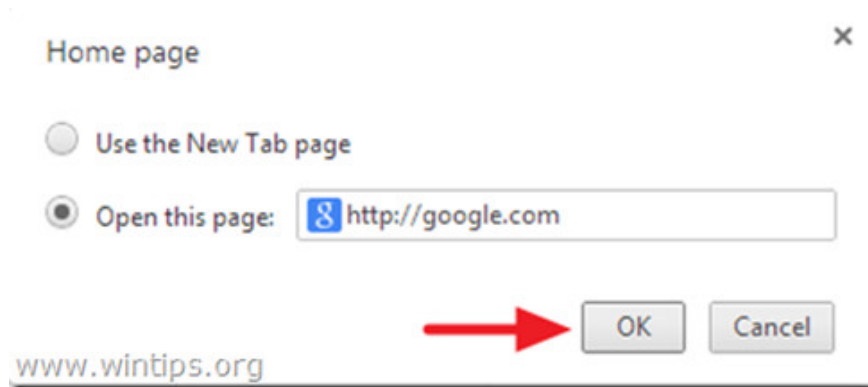 Home page
Use the New Tab page
Open this page: http://google.com
OK Cancel
www.wintips.org